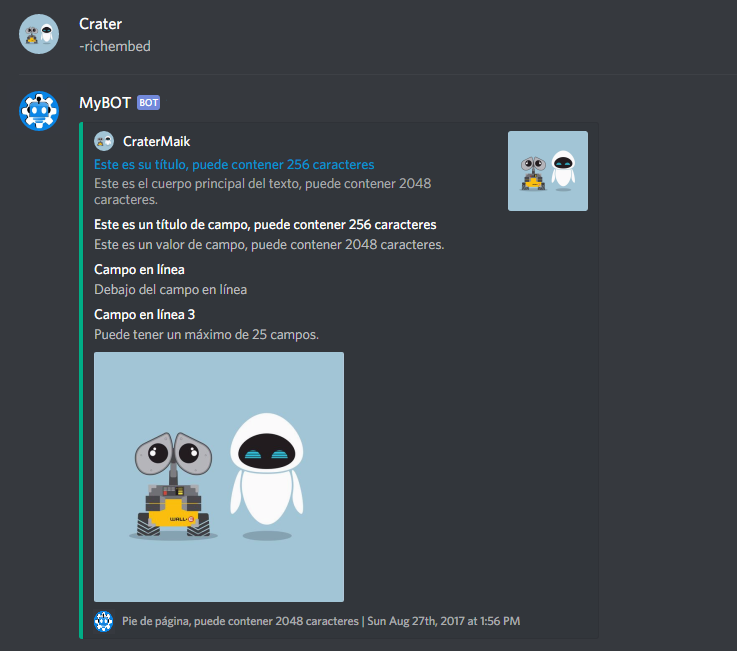 Crater
-richembed
MyBOT BOT
CraterMaik
Este es su título, puede contener 256 caracteres
Este es el cuerpo principal del texto, puede contener 2048
caracteres.
Este es un título de campo, puede contener 256 caracteres
Este es un valor de campo, puede contener 2048 caracteres.
Campo en línea
Debajo del campo en línea
Campo en línea 3
Puede tener un máximo de 25 campos.
WALL•E
Pie de página, puede contener 2048 caracteres | Sun Aug 27th, 2017 at 1:56 PM